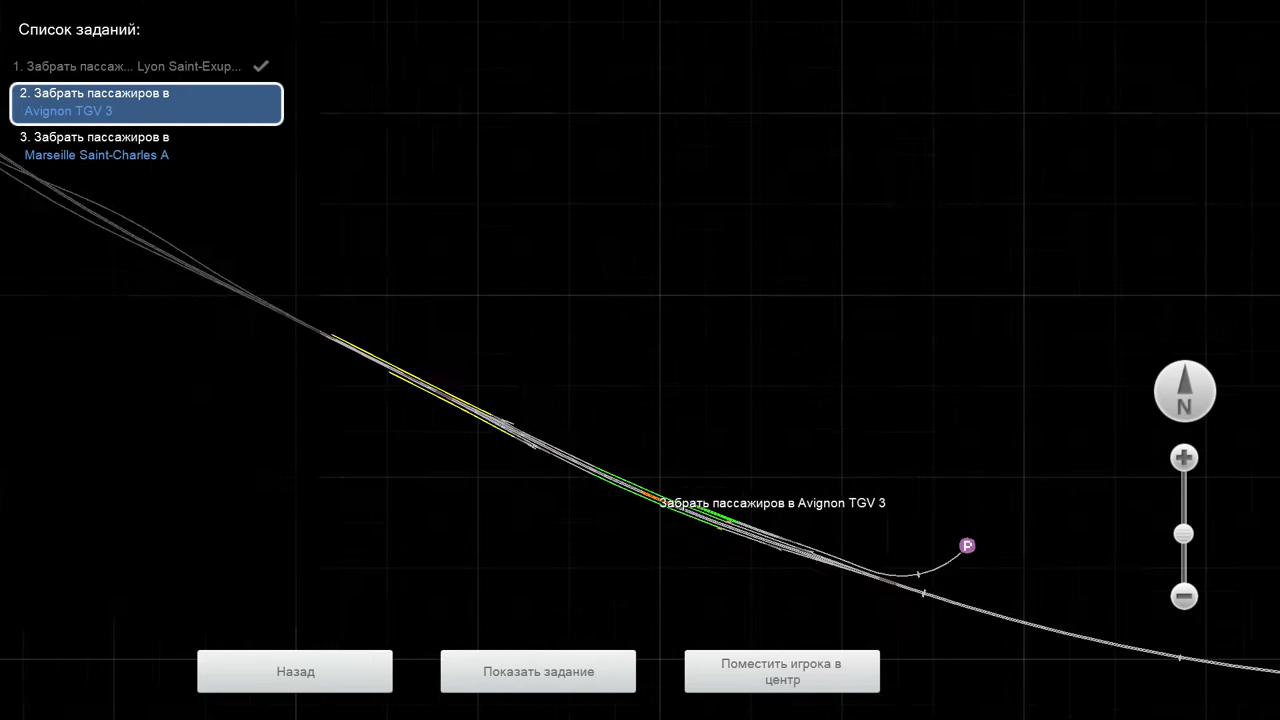 Список заданий:
1. Забрать пассаж... Lyon Saint-Exup...
2. Забрать пассажиров в
Avignon TGV 3
3. Забрать пассажиров в
Marseille Saint-Charles A
Забрать пассажиров в Avignon TGV 3
P
N
Назад
Показать задание
Поместить игрока в
центр